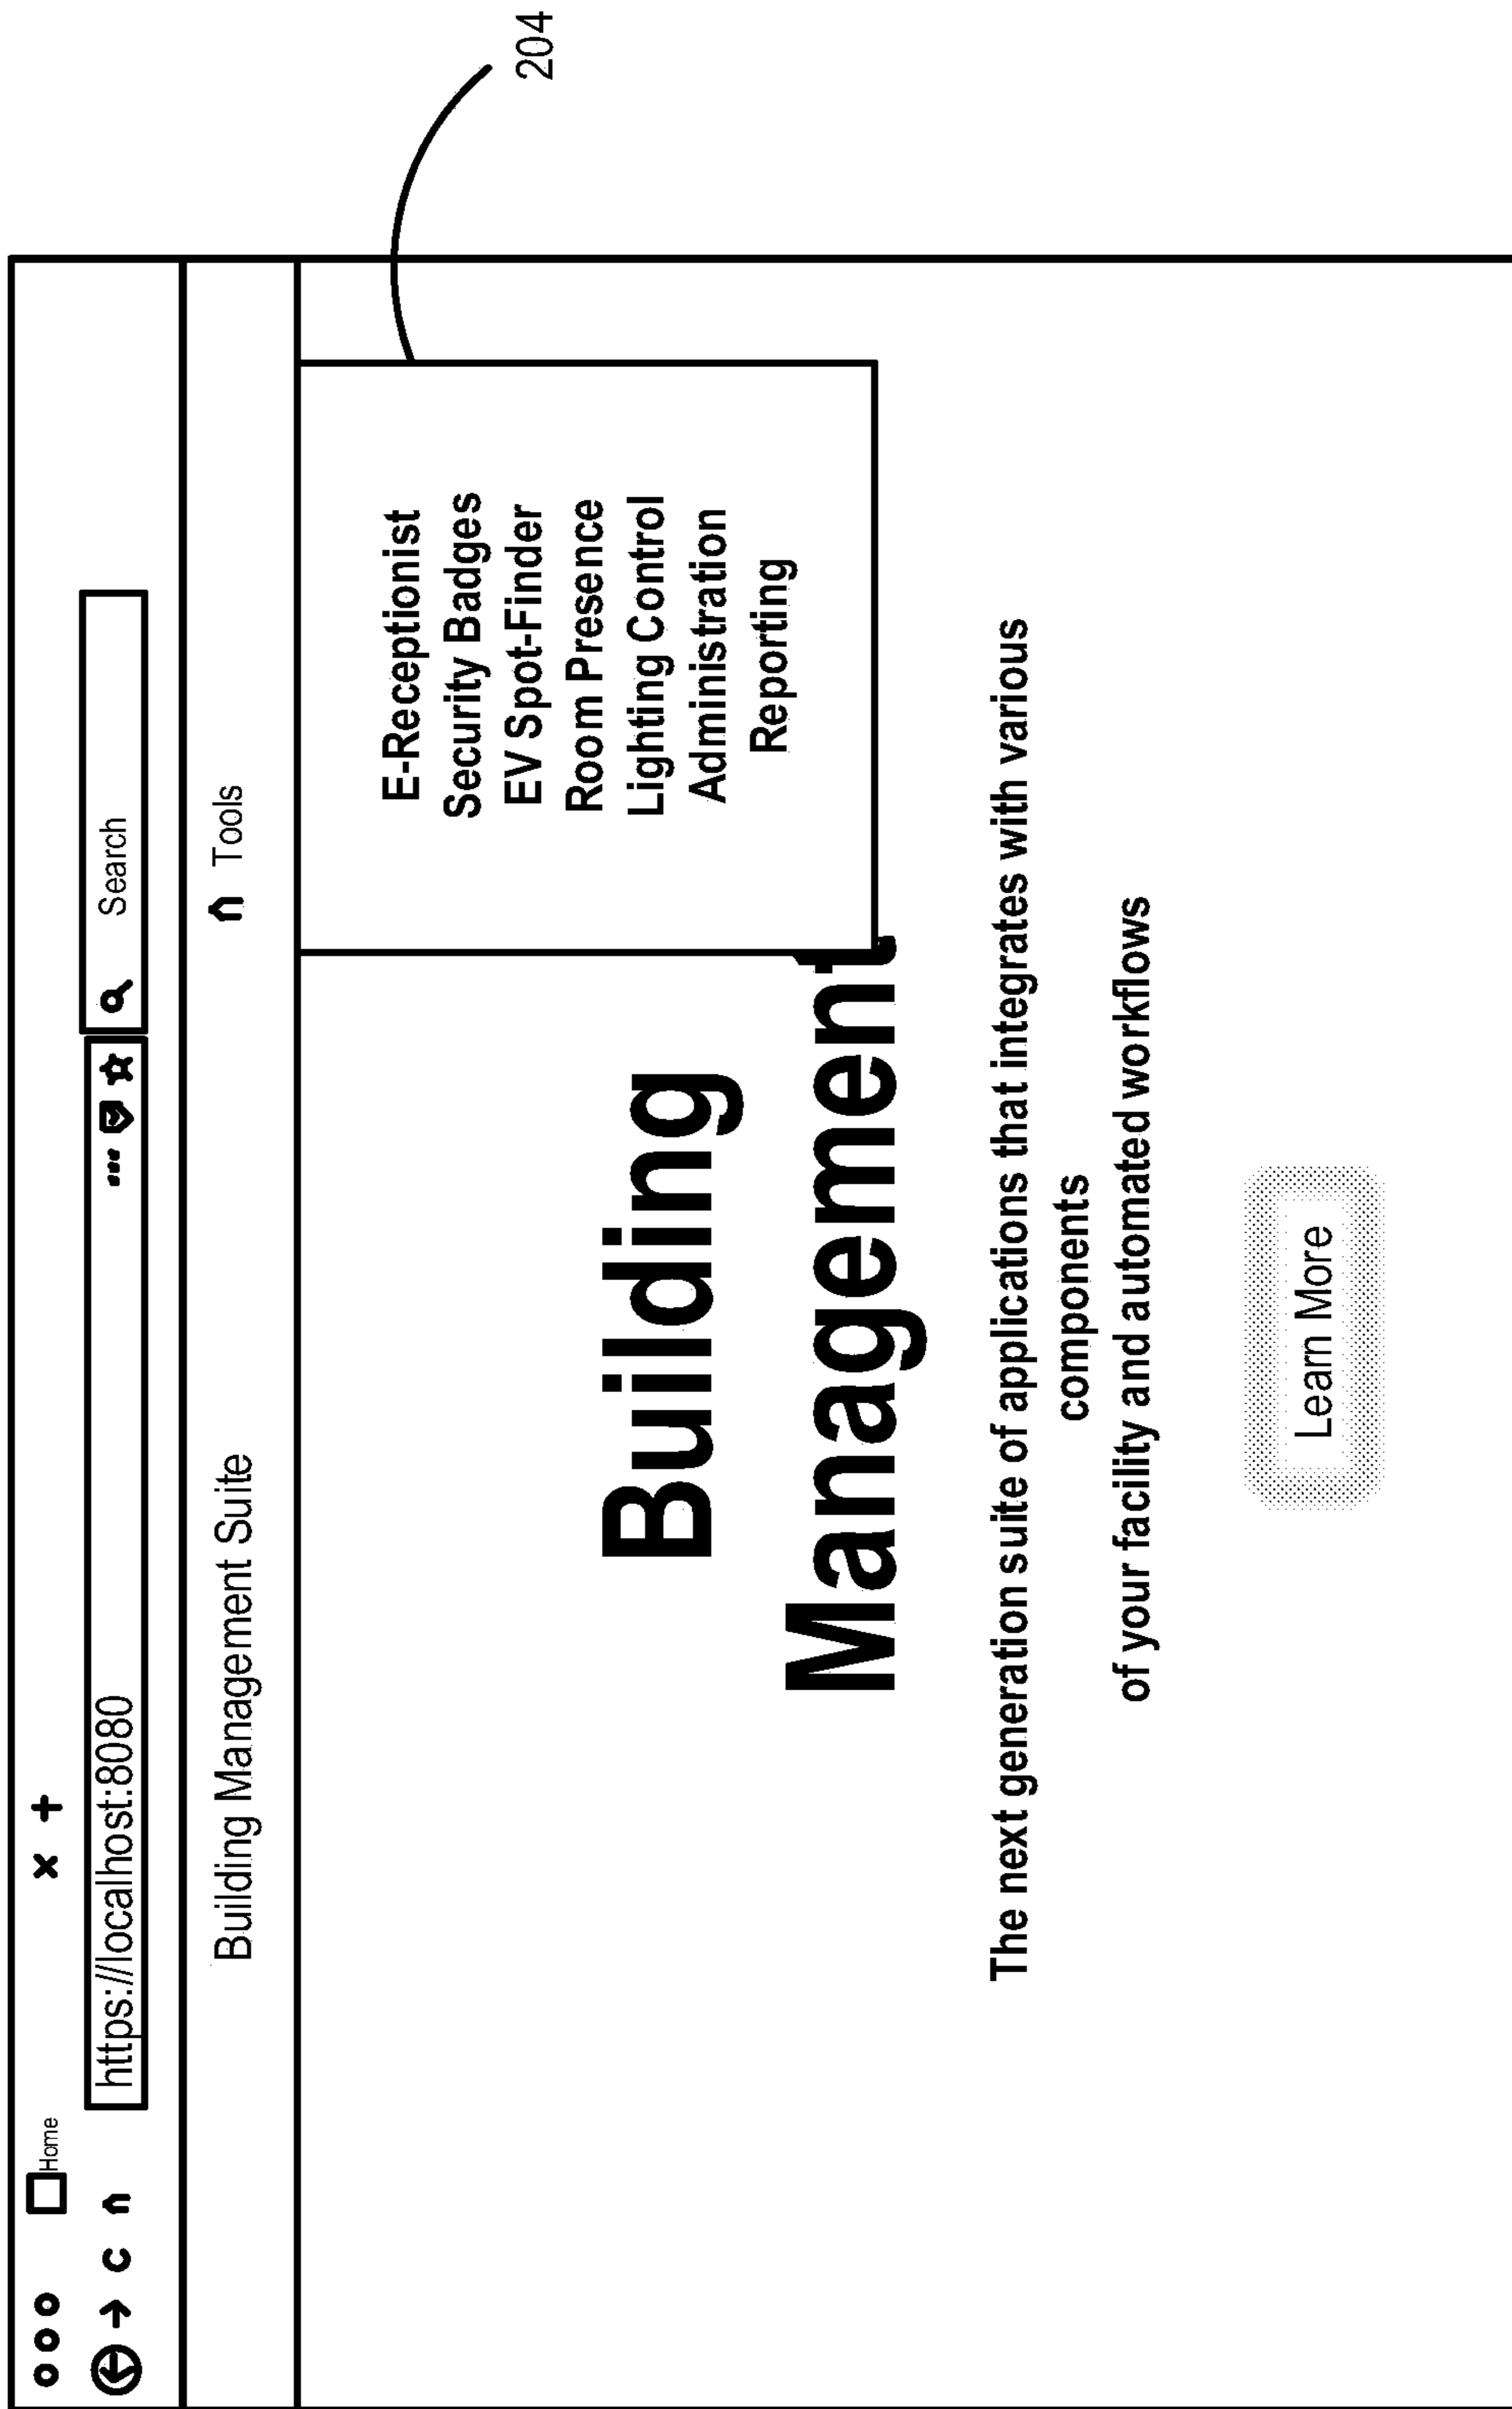 Home
https://localhost:8080
Search
Building Management Suite
Tools
204
E-Receptionist
Security Badges
EV Spot-Finder
Room Presence
Lighting Control
Administration
Reporting
Building
Management
The next generation suite of applications that integrates with various
components
of your facility and automated workflows
Learn More